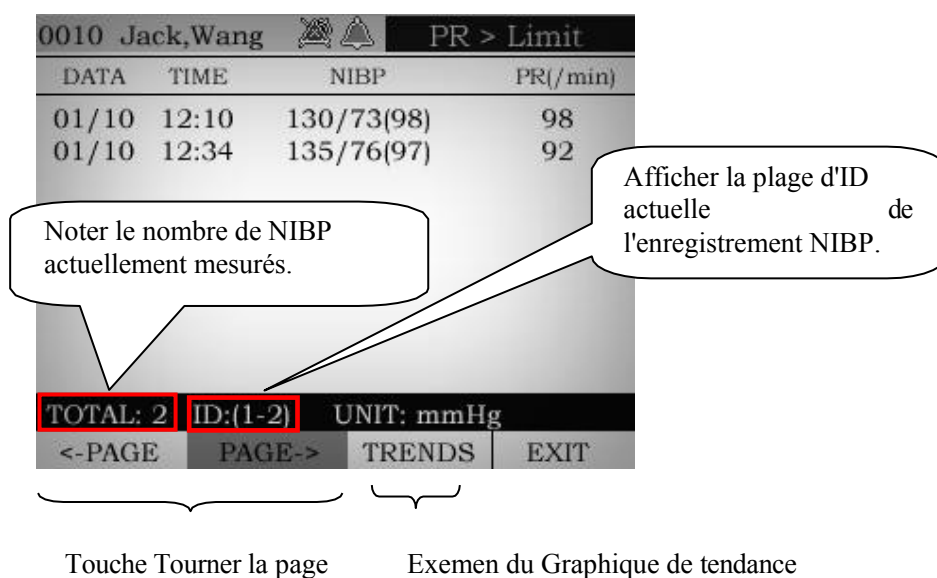 0010 Jack,Wang PR > Limit
DATA TIME NIBP PR(/min)
01/10 12:10 130/73(98) 98
01/10 12:34 135/76(97) 92
Afficher la plage d'ID
actuelle de
l'enregistrement NIBP.
Noter le nombre de NIBP
actuellement mesurés.
TOTAL: 2 ID:(1-2) UNIT: mmHg
<-PAGE PAGE-> TRENDS EXIT
Touche Tourner la page Exemen du Graphique de tendance